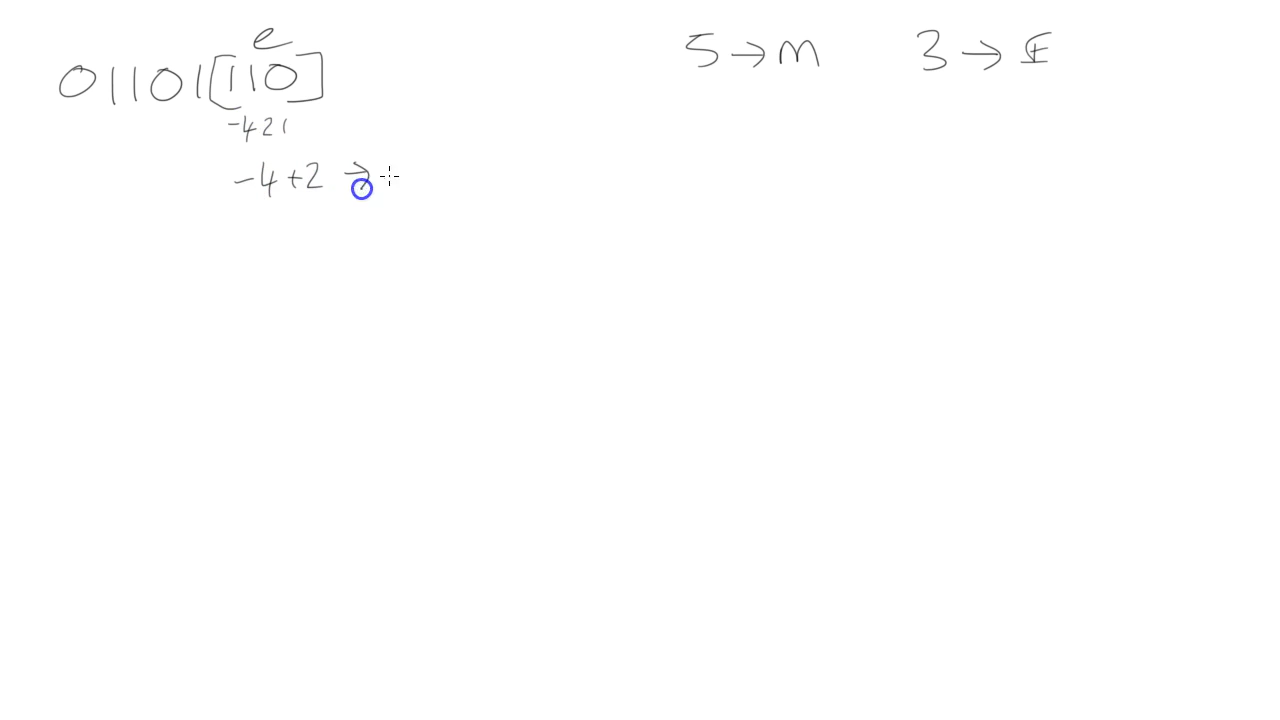 e
01101[110]
5 → M 3 → E
-421
-4+2 →